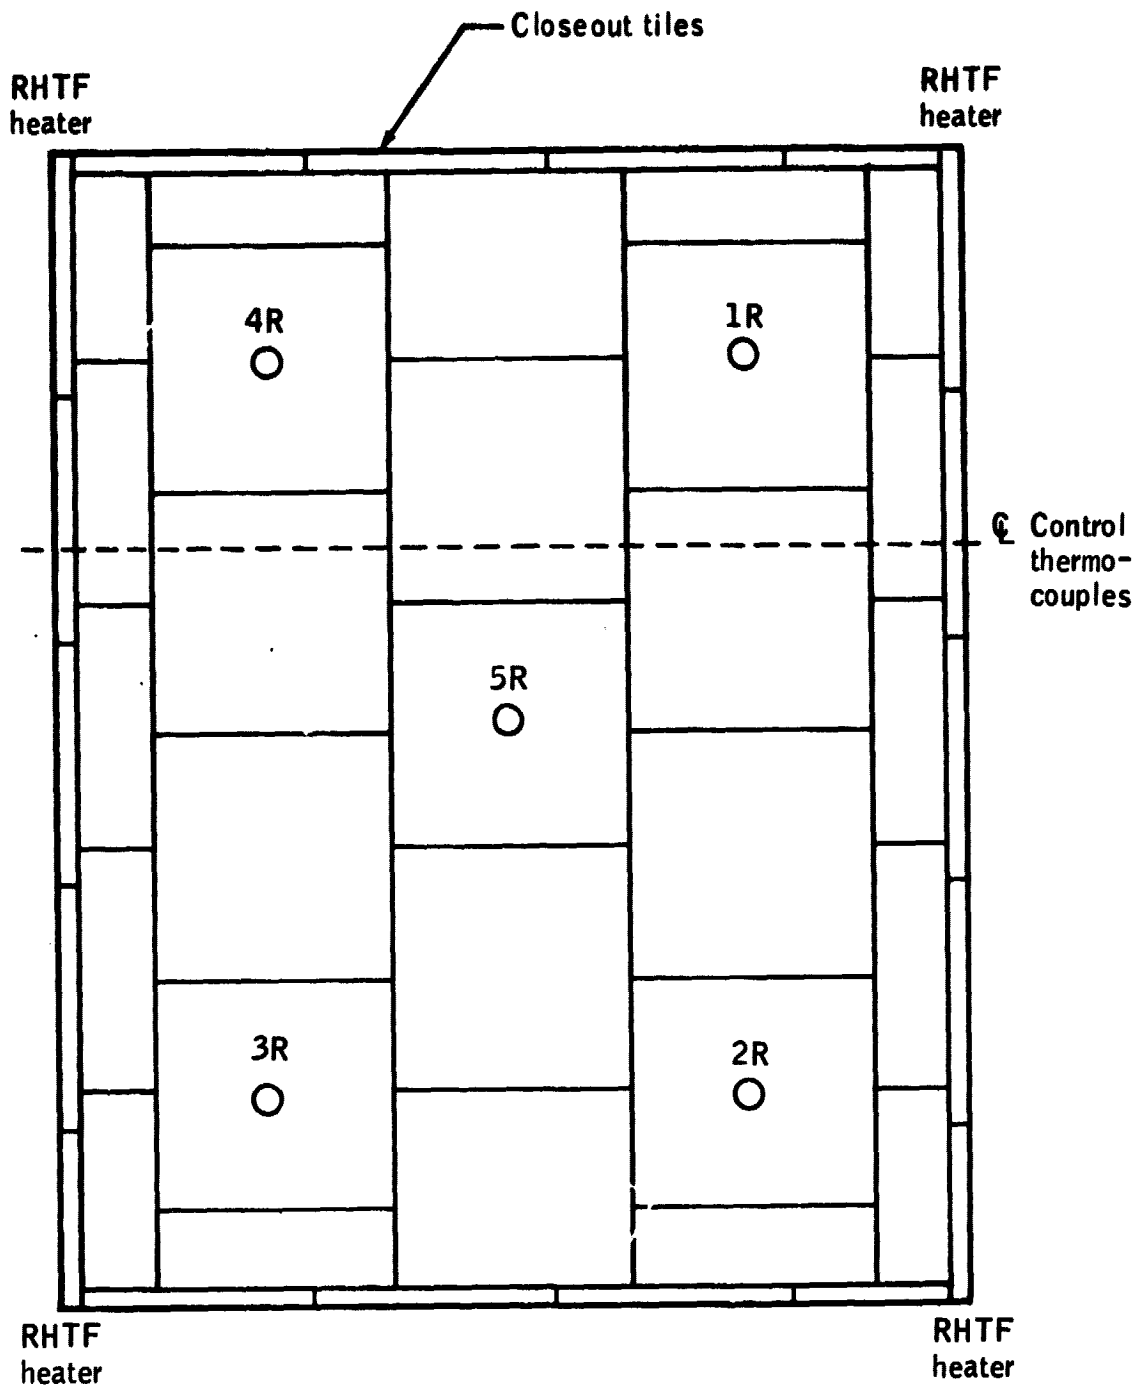 Closeout tiles
RHTF
heater
RHTF
heater
4R
1R
℄ Control
thermo-
couples
5R
3R
2R
RHTF
heater
RHTF
heater